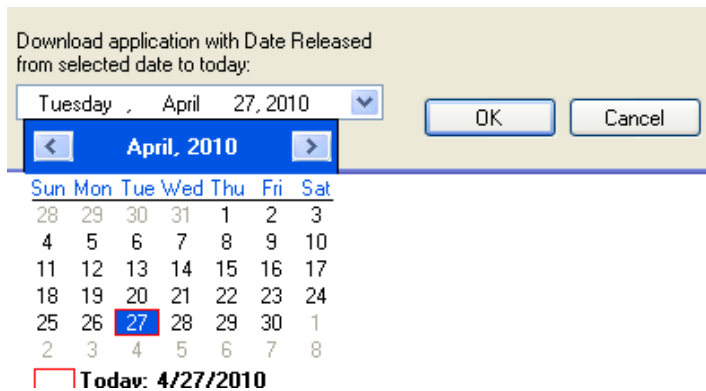 Download application with Date Released
from selected date to today:
Tuesday , April 27, 2010
OK Cancel
April, 2010
Sun Mon Tue Wed Thu Fri Sat
28 29 30 31 1 2 3
4 5 6 7 8 9 10
11 12 13 14 15 16 17
18 19 20 21 22 23 24
25 26 27 28 29 30 1
2 3 4 5 6 7 8
Today: 4/27/2010